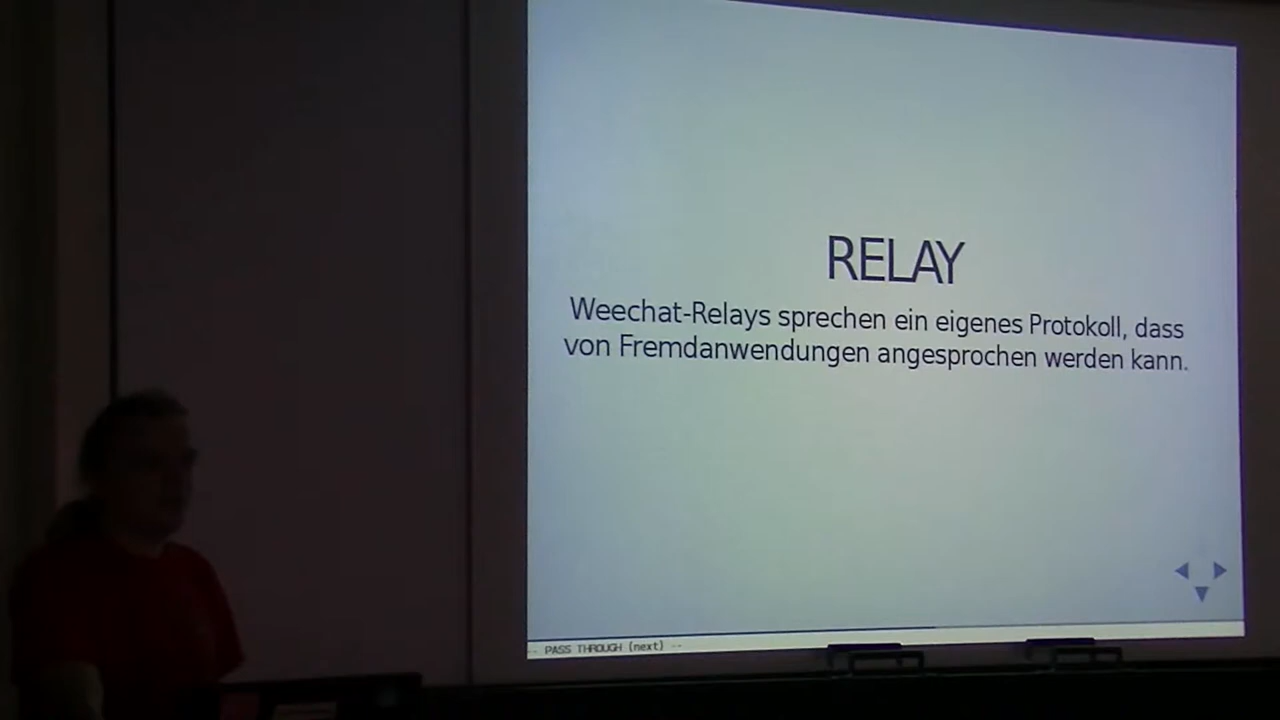 RELAY
Weechat-Relays sprechen ein eigenes Protokoll, dass
von Fremdanwendungen angesprochen werden kann.
-- PASS THROUGH (next) --